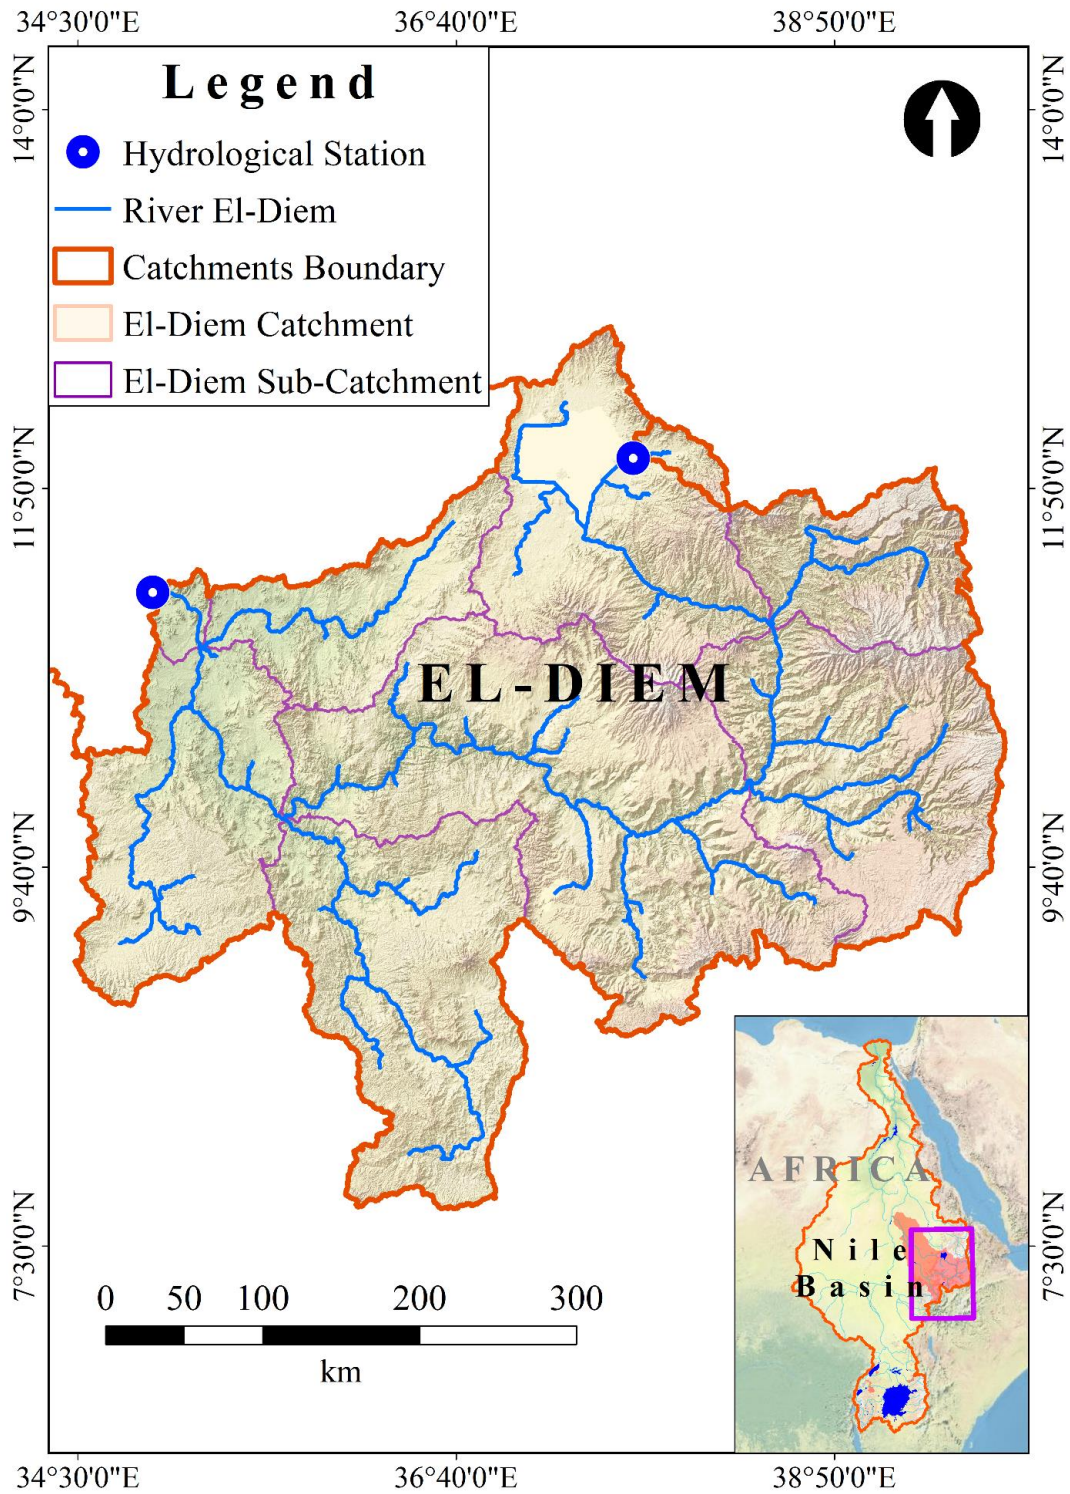 34°30'0"E 36°40'0"E 38°50'0"E
14°0'0"N
14°0'0"N
Legend
Hydrological Station
River El-Diem
Catchments Boundary
El-Diem Catchment
El-Diem Sub-Catchment
11°50'0"N
11°50'0"N
EL-DIEM
9°40'0"N
9°40'0"N
AFRICA
Nile
Basin
7°30'0"N
7°30'0"N
0 50 100 200 300
km
34°30'0"E 36°40'0"E 38°50'0"E